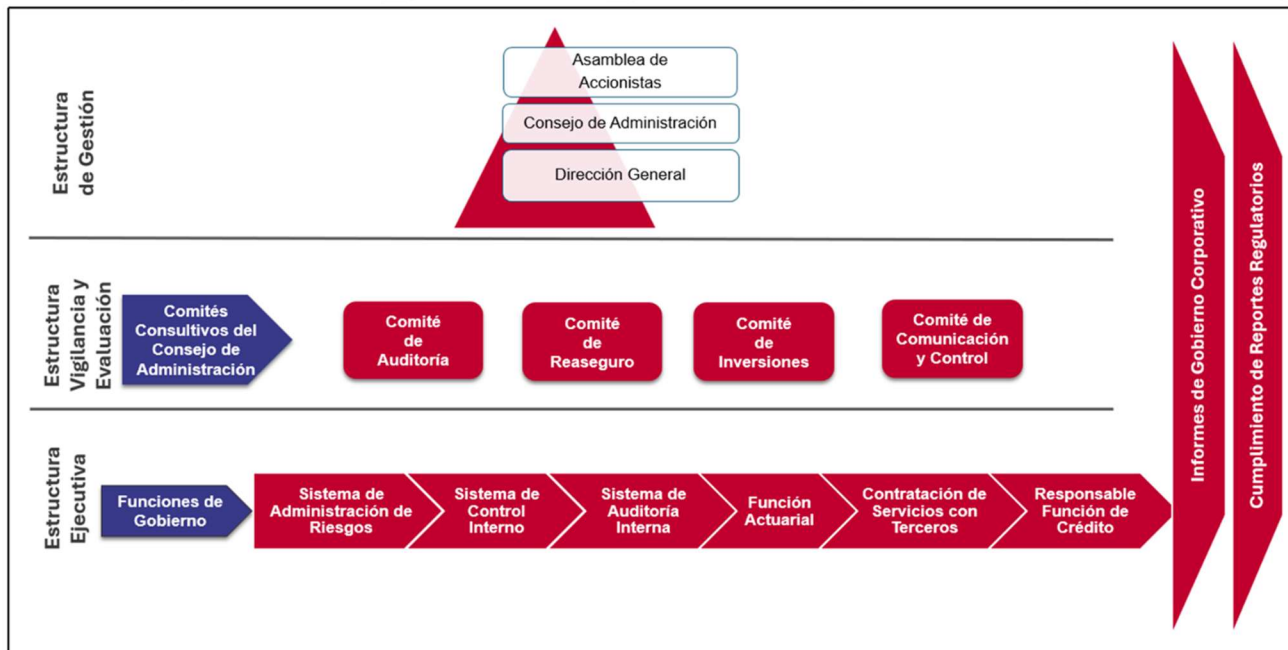 Estructura
de Gestión
Asamblea de
Accionistas
Consejo de Administración
Dirección General
Estructura
Vigilancia y
Evaluación
Comités
Consultivos del
Consejo de
Administración
Comité
de
Auditoría
Comité
de
Reaseguro
Comité
de
Inversiones
Comité de
Comunicación
y Control
Estructura
Ejecutiva
Funciones de
Gobierno
Sistema de
Administración de
Riesgos
Sistema de
Control
Interno
Sistema de
Auditoría
Interna
Función
Actuarial
Contratación de
Servicios con
Terceros
Responsable
Función de
Crédito
Informes de Gobierno Corporativo
Cumplimiento de Reportes Regulatorios